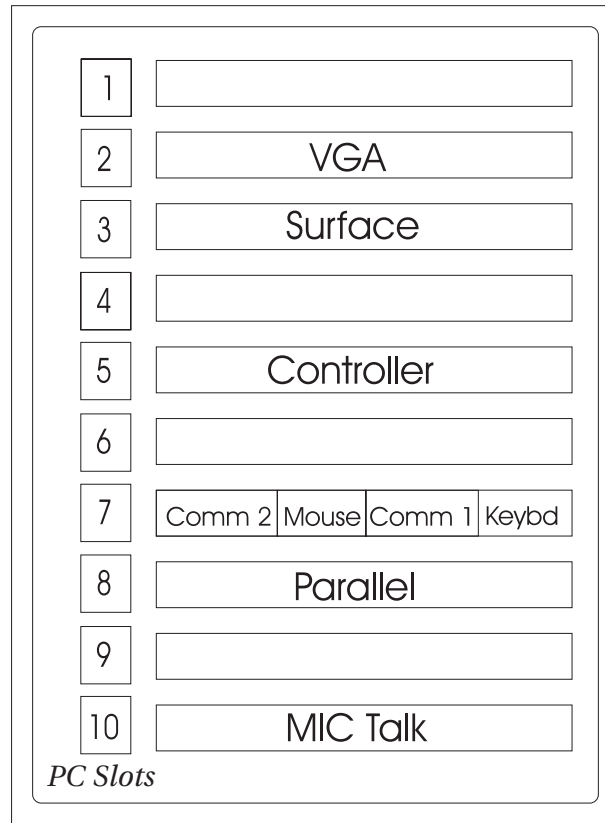 1
2 VGA
3 Surface
4
5 Controller
6
7 Comm 2 Mouse Comm 1 Keybd
8 Parallel
9
10 MIC Talk
PC Slots